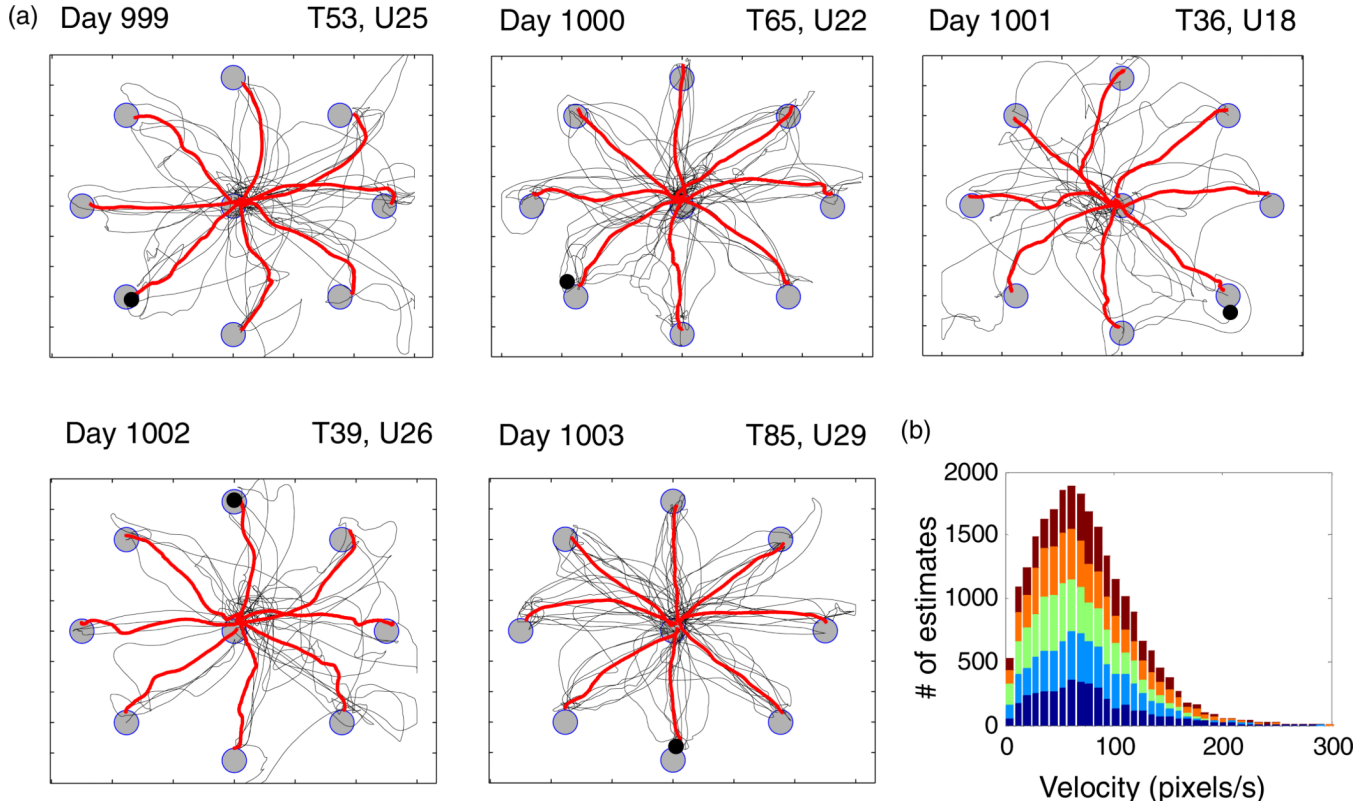 (a) Day 999 T53, U25 Day 1000 T65, U22 Day 1001 T36, U18
Day 1002 T39, U26 Day 1003 T85, U29 (b)
2000
1500
1000
500
0
# of estimates
0 100 200 300
Velocity (pixels/s)